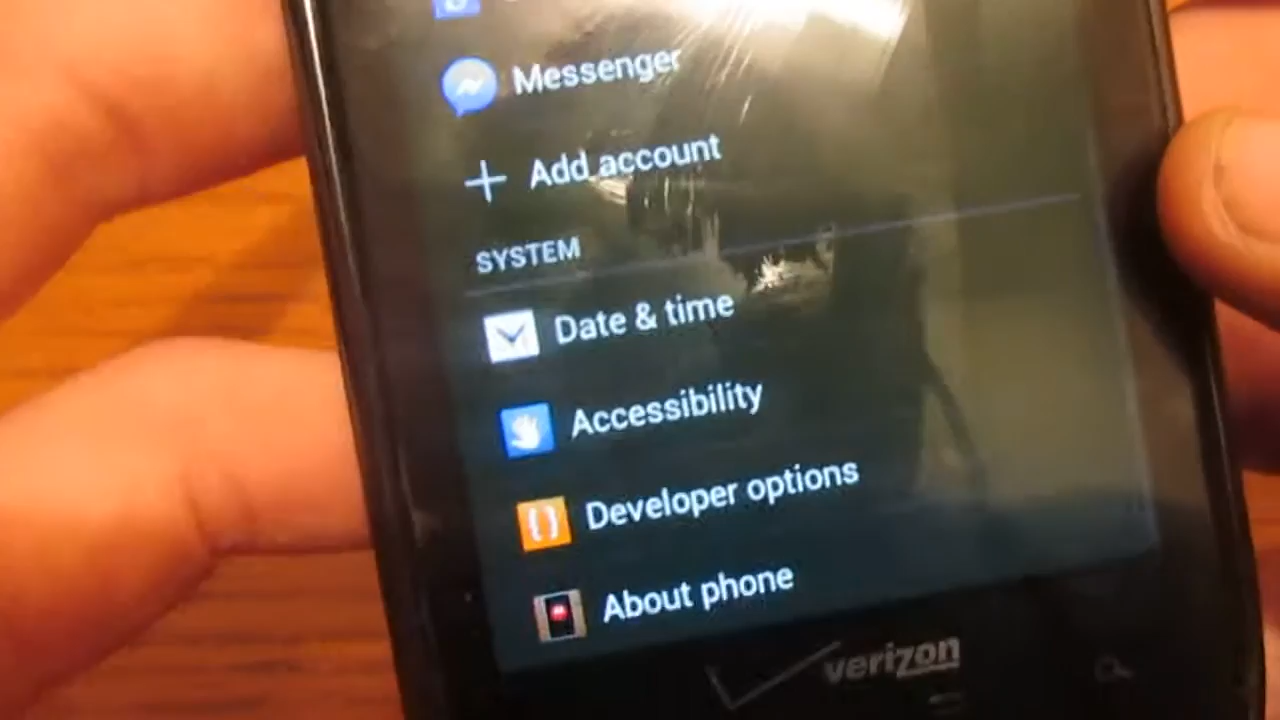 Messenger
Add account
SYSTEM
Date & time
Accessibility
Developer options
About phone
verizon